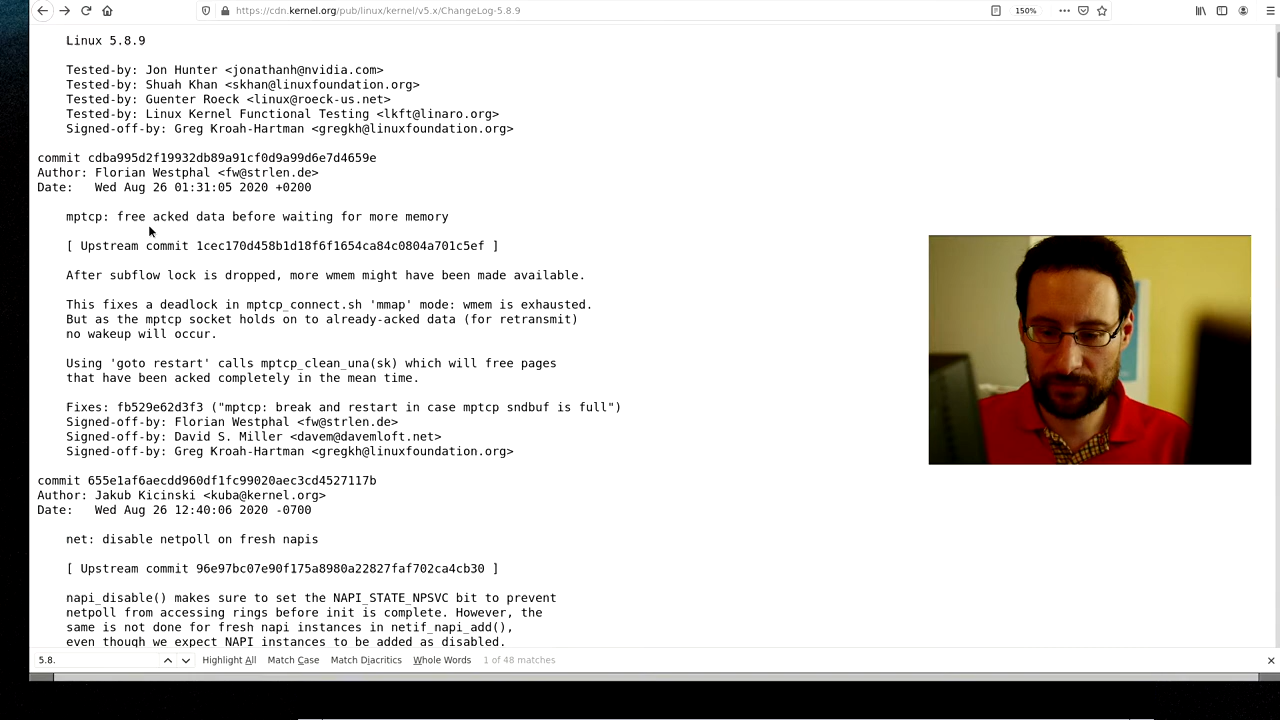 https://cdn.kernel.org/pub/linux/kernel/v5.x/ChangeLog-5.8.9
150%
Linux 5.8.9
Tested-by: Jon Hunter <jonathanh@nvidia.com>
Tested-by: Shuah Khan <skhan@linuxfoundation.org>
Tested-by: Guenter Roeck <linux@roeck-us.net>
Tested-by: Linux Kernel Functional Testing <lkft@linaro.org>
Signed-off-by: Greg Kroah-Hartman <gregkh@linuxfoundation.org>
commit cdba995d2f19932db89a91cf0d9a99d6e7d4659e
Author: Florian Westphal <fw@strlen.de>
Date:   Wed Aug 26 01:31:05 2020 +0200
mptcp: free acked data before waiting for more memory
[ Upstream commit 1cec170d458b1d18f6f1654ca84c0804a701c5ef ]
After subflow lock is dropped, more wmem might have been made available.
This fixes a deadlock in mptcp_connect.sh 'mmap' mode: wmem is exhausted.
But as the mptcp socket holds on to already-acked data (for retransmit)
no wakeup will occur.
Using 'goto restart' calls mptcp_clean_una(sk) which will free pages
that have been acked completely in the mean time.
Fixes: fb529e62d3f3 ("mptcp: break and restart in case mptcp sndbuf is full")
Signed-off-by: Florian Westphal <fw@strlen.de>
Signed-off-by: David S. Miller <davem@davemloft.net>
Signed-off-by: Greg Kroah-Hartman <gregkh@linuxfoundation.org>
commit 655e1af6aecdd960df1fc99020aec3cd4527117b
Author: Jakub Kicinski <kuba@kernel.org>
Date:   Wed Aug 26 12:40:06 2020 -0700
net: disable netpoll on fresh napis
[ Upstream commit 96e97bc07e90f175a8980a22827faf702ca4cb30 ]
napi_disable() makes sure to set the NAPI_STATE_NPSVC bit to prevent
netpoll from accessing rings before init is complete. However, the
same is not done for fresh napi instances in netif_napi_add(),
even though we expect NAPI instances to be added as disabled.
5.8.
Highlight All
Match Case
Match Diacritics
Whole Words
1 of 48 matches